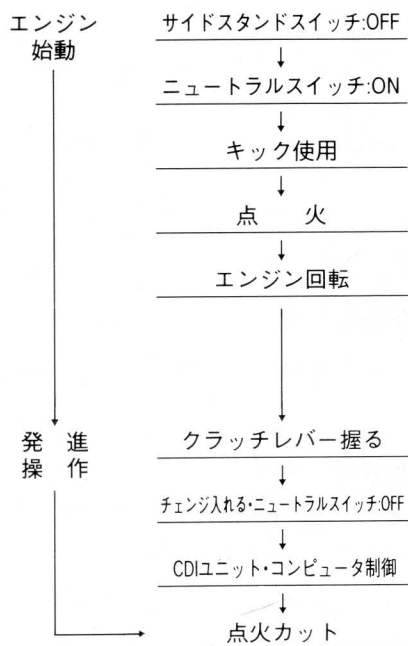 エンジン
始動
サイドスタンドスイッチ:OFF
ニュートラルスイッチ:ON
キック使用
点　火
エンジン回転
発　進
操　作
クラッチレバー握る
チェンジ入れる・ニュートラルスイッチ:OFF
CDIユニット・コンピュータ制御
点火カット